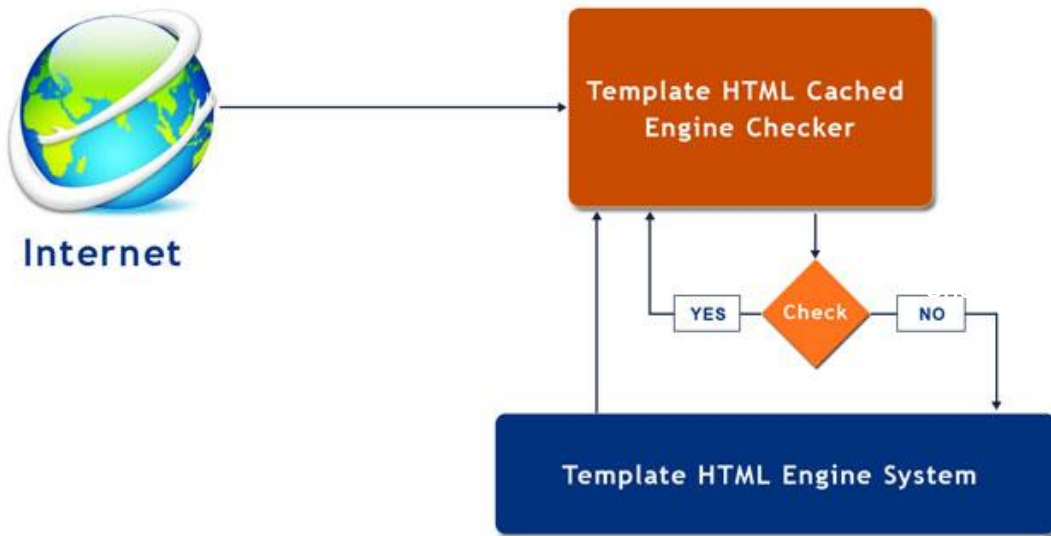 Template HTML Cached
Engine Checker
Internet
YES
Check
NO
Template HTML Engine System